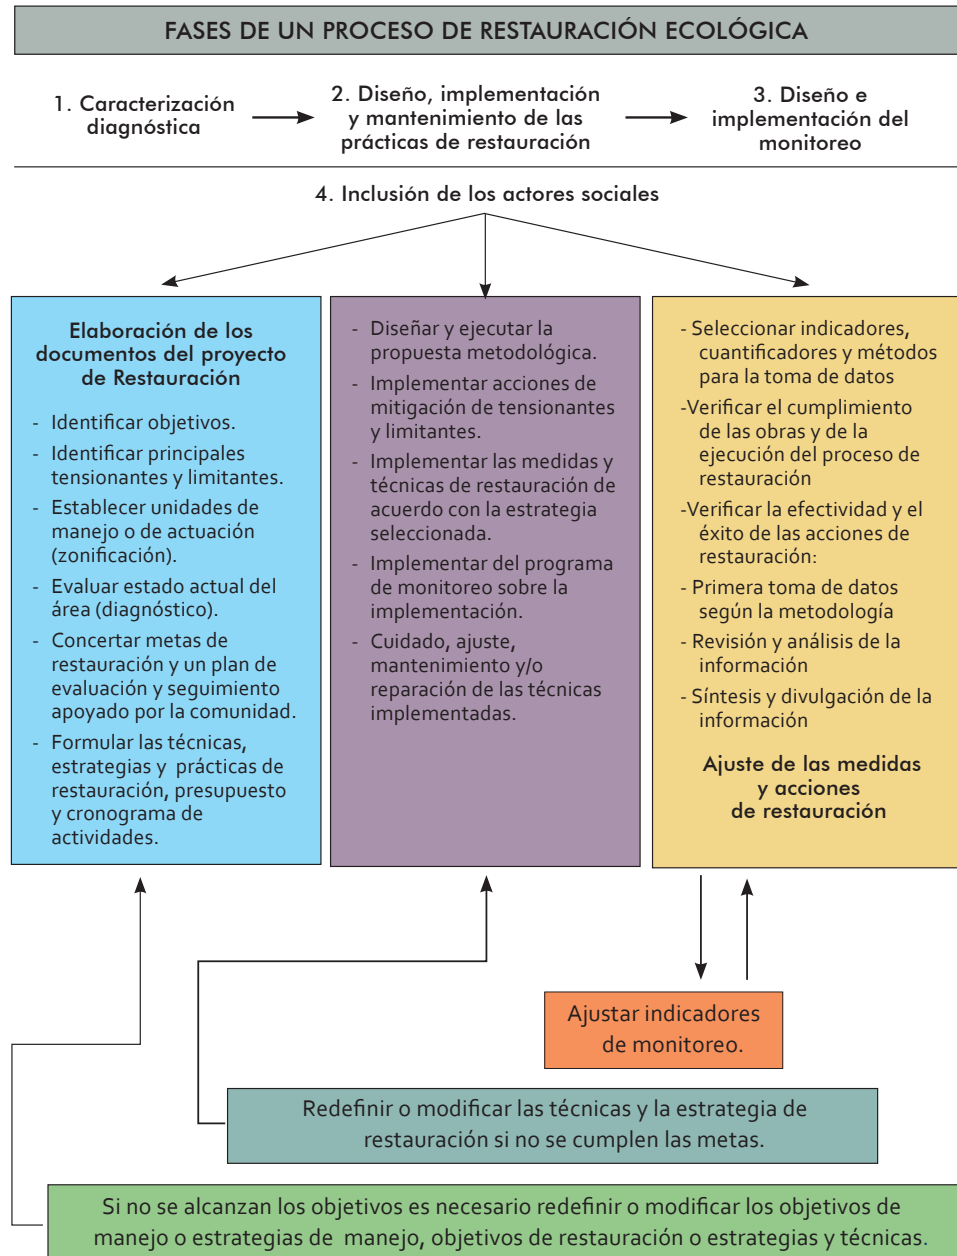 FASES DE UN PROCESO DE RESTAURACIÓN ECOLÓGICA
1. Caracterización
diagnóstica
2. Diseño, implementación
y mantenimiento de las
prácticas de restauración
3. Diseño e
implementación del
monitoreo
4. Inclusión de los actores sociales
Elaboración de los
documentos del proyecto
de Restauración
- Identificar objetivos.
- Identificar principales
tensionantes y limitantes.
- Establecer unidades de
manejo o de actuación
(zonificación).
- Evaluar estado actual del
área (diagnóstico).
- Concertar metas de
restauración y un plan de
evaluación y seguimiento
apoyado por la comunidad.
- Formular las técnicas,
estrategias y prácticas de
restauración, presupuesto
y cronograma de
actividades.
- Diseñar y ejecutar la
propuesta metodológica.
- Implementar acciones de
mitigación de tensionantes
y limitantes.
- Implementar las medidas y
técnicas de restauración de
acuerdo con la estrategia
seleccionada.
- Implementar del programa
de monitoreo sobre la
implementación.
- Cuidado, ajuste,
mantenimiento y/o
reparación de las técnicas
implementadas.
- Seleccionar indicadores,
cuantificadores y métodos
para la toma de datos
-Verificar el cumplimiento
de las obras y de la
ejecución del proceso de
restauración
-Verificar la efectividad y el
éxito de las acciones de
restauración:
- Primera toma de datos
según la metodología
- Revisión y análisis de la
información
- Síntesis y divulgación de la
información
Ajuste de las medidas
y acciones
de restauración
Ajustar indicadores
de monitoreo.
Redefinir o modificar las técnicas y la estrategia de
restauración si no se cumplen las metas.
Si no se alcanzan los objetivos es necesario redefinir o modificar los objetivos de
manejo o estrategias de manejo, objetivos de restauración o estrategias y técnicas.